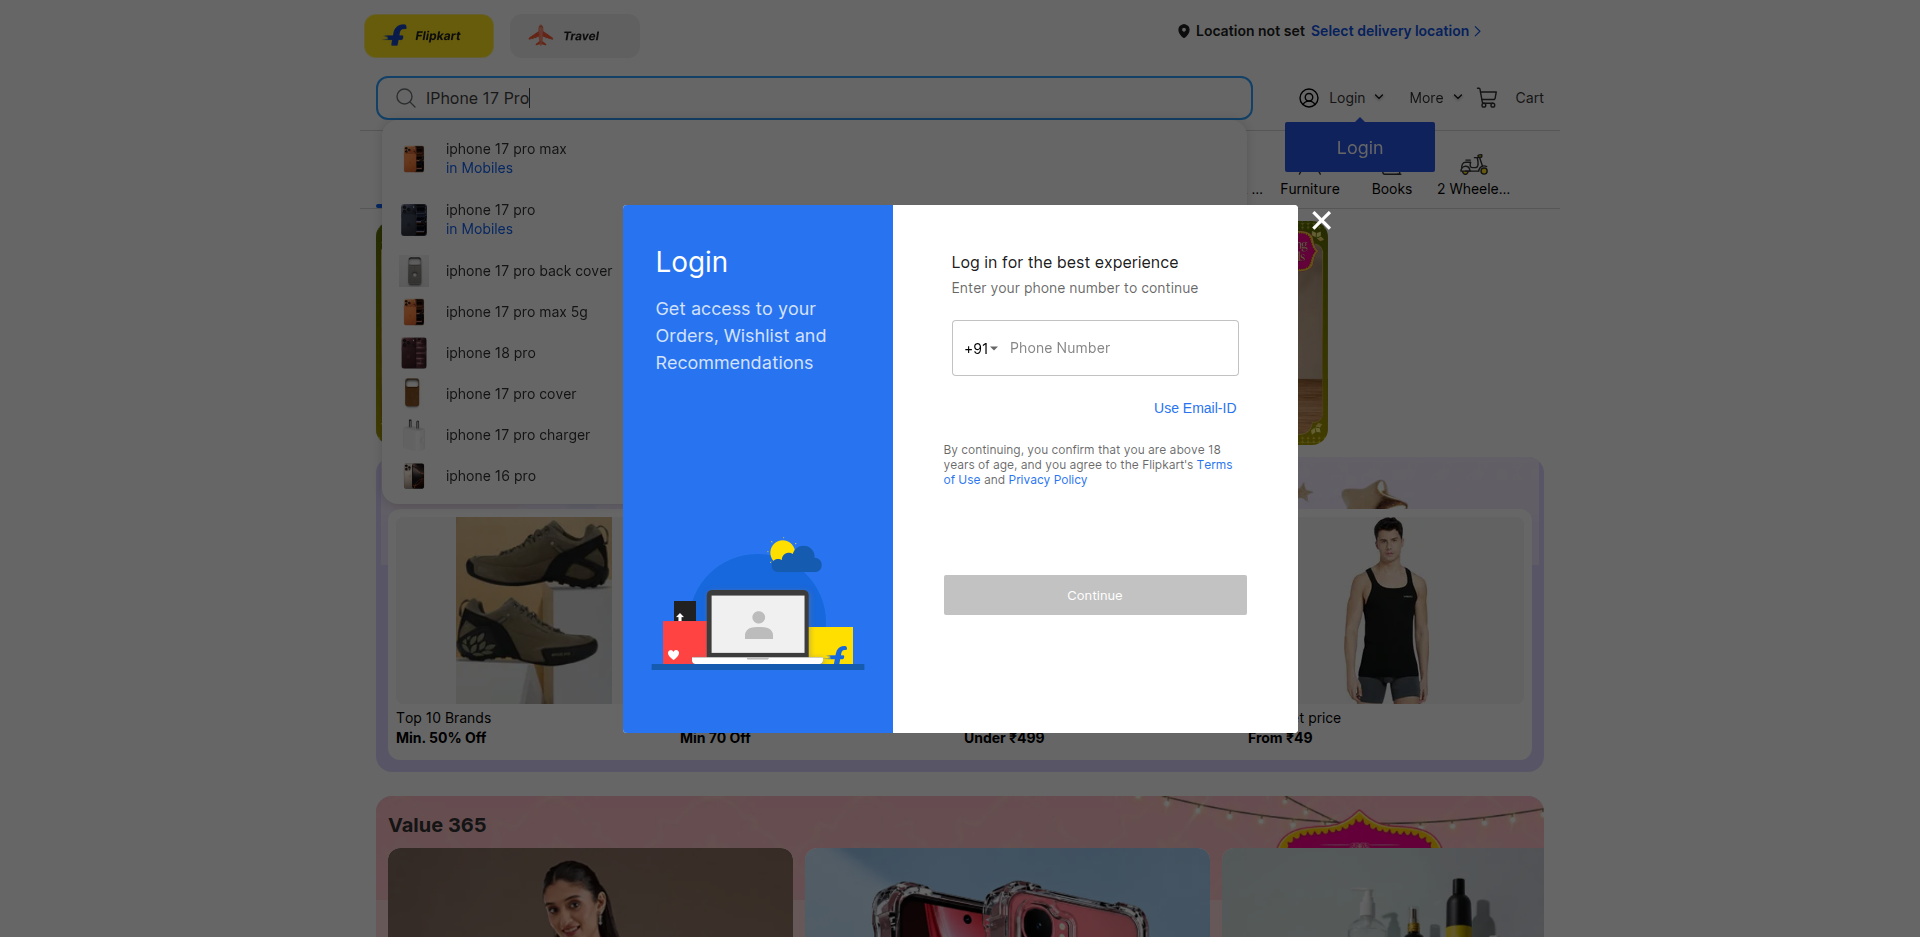 Flipkart
Travel
Location not set Select delivery location
IPhone 17 Pro
Login
More
Cart
Login
iphone 17 pro max
in Mobiles
iphone 17 pro
in Mobiles
iphone 17 pro back cover
iphone 17 pro max 5g
iphone 18 pro
iphone 17 pro cover
iphone 17 pro charger
iphone 16 pro
...
Furniture
Books
2 Wheele...
Login
Get access to your
Orders, Wishlist and
Recommendations
Log in for the best experience
Enter your phone number to continue
+91 Phone Number
Use Email-ID
By continuing, you confirm that you are above 18
years of age, and you agree to the Flipkart's Terms
of Use and Privacy Policy
Continue
Top 10 Brands
Min. 50% Off
Min 70 Off
Under ₹499
price
From ₹49
Value 365